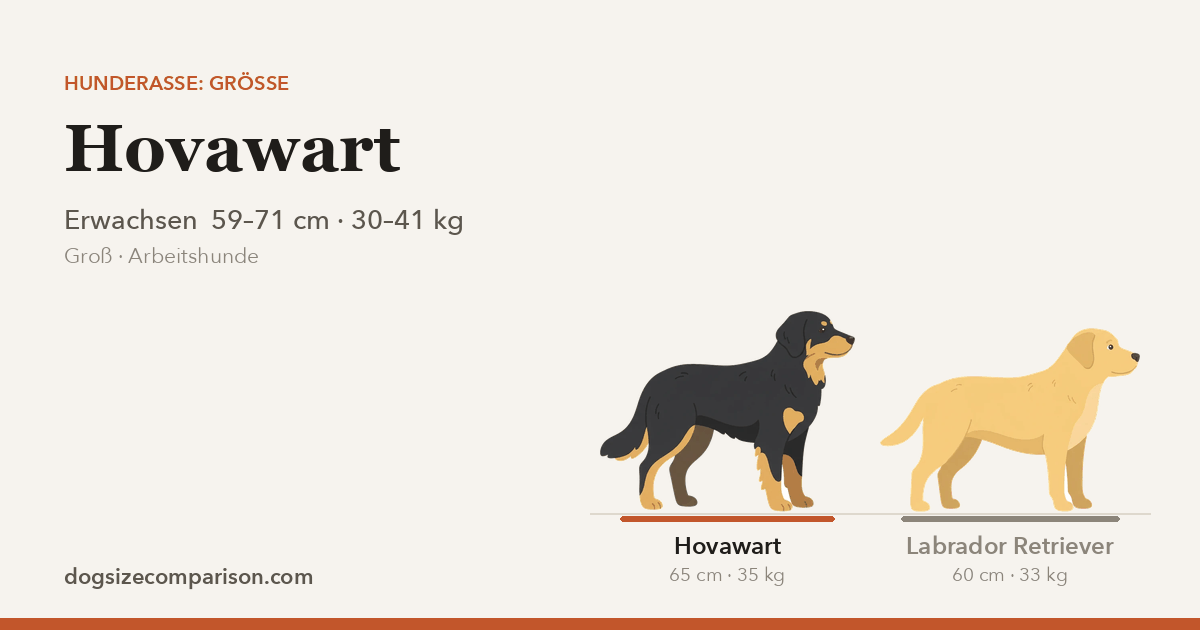 HUNDERASSE: GRÖSSE
Hovawart
Erwachsen 59–71 cm · 30–41 kg
Groß · Arbeitshunde
Hovawart
65 cm · 35 kg
Labrador Retriever
60 cm · 33 kg
dogsizecomparison.com